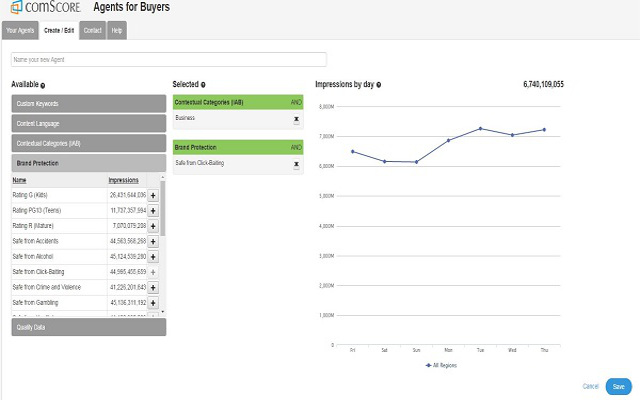 comScore. Agents for Buyers
Your Agents Create / Edit Contact Help
Name your new Agent
Available
Custom Keywords
Content Language
Contextual Categories (IAB)
Brand Protection
Name Impressions
Rating G (Kids) 26,431,644,036
Rating PG13 (Teens) 11,737,357,994
Rating R (Mature) 7,070,079,208
Safe from Accidents 44,563,568,268
Safe from Alcohol 45,124,539,290
Safe from Click-Baiting 44,995,455,639
Safe from Crime and Violence 41,226,201,643
Safe from Gambling 45,136,311,192
Quality Data
Selected
Contextual Categories (IAB) AND
Business
Brand Protection AND
Safe from Click-Baiting
Impressions by day 6,740,109,055
8,000M
7,000M
6,000M
5,000M
4,000M
3,000M
2,000M
1,000M
0
Fri Sat Sun Mon Tue Wed Thu
All Regions
Cancel Save